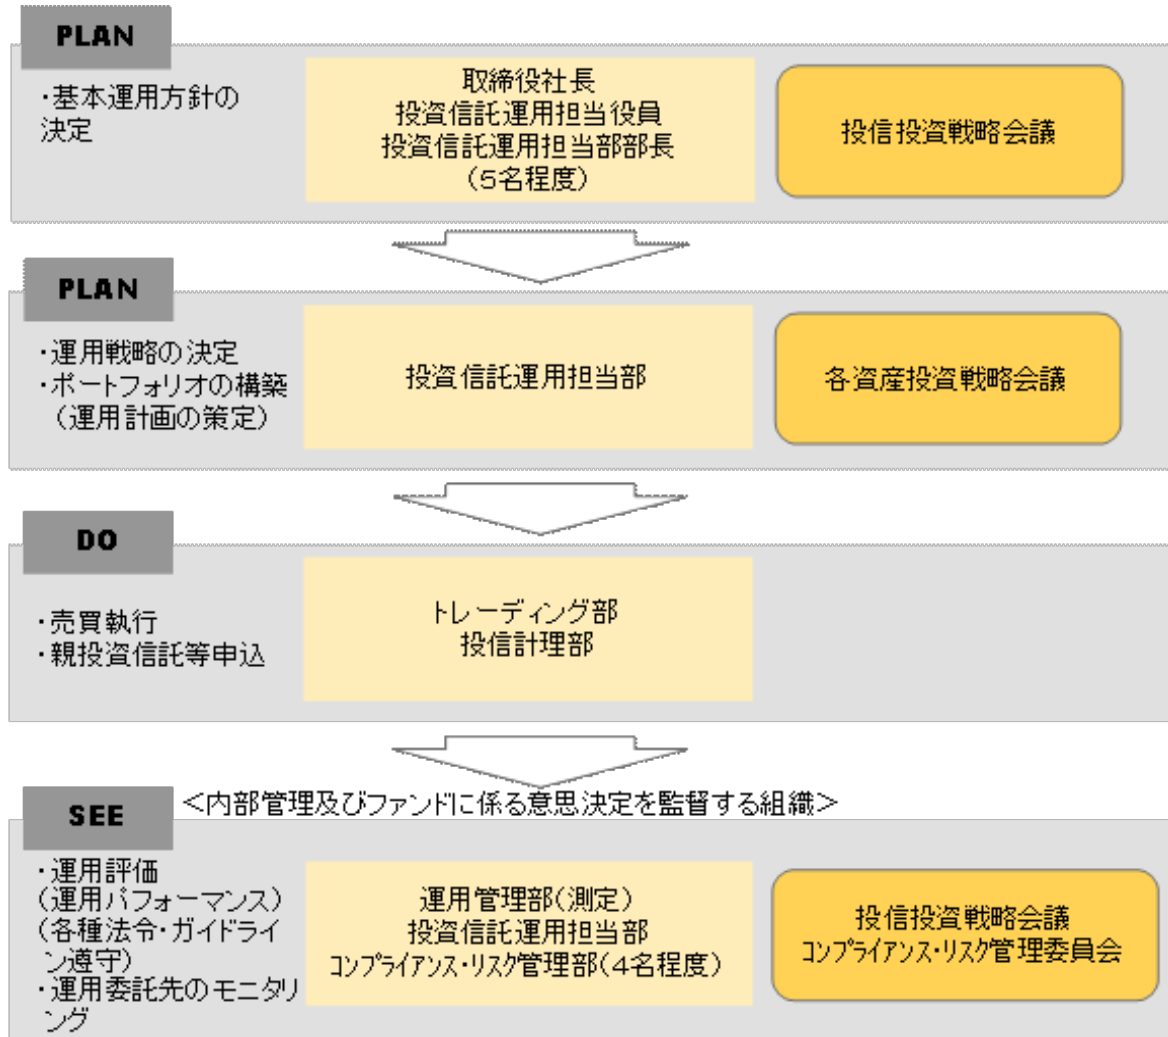 PLAN
・基本運用方針の
決定
取締役社長
投資信託運用担当役員
投資信託運用担当部部長
（5名程度）
投信投資戦略会議
PLAN
・運用戦略の決定
・ポートフォリオの構築
（運用計画の策定）
投資信託運用担当部
各資産投資戦略会議
DO
・売買執行
・親投資信託等申込
トレーディング部
投信計理部
SEE
＜内部管理及びファンドに係る意思決定を監督する組織＞
・運用評価
（運用パフォーマンス）
（各種法令・ガイドライ
ン遵守）
・運用委託先のモニタリ
ング
運用管理部（測定）
投資信託運用担当部
コンプライアンス・リスク管理部（4名程度）
投信投資戦略会議
コンプライアンス・リスク管理委員会